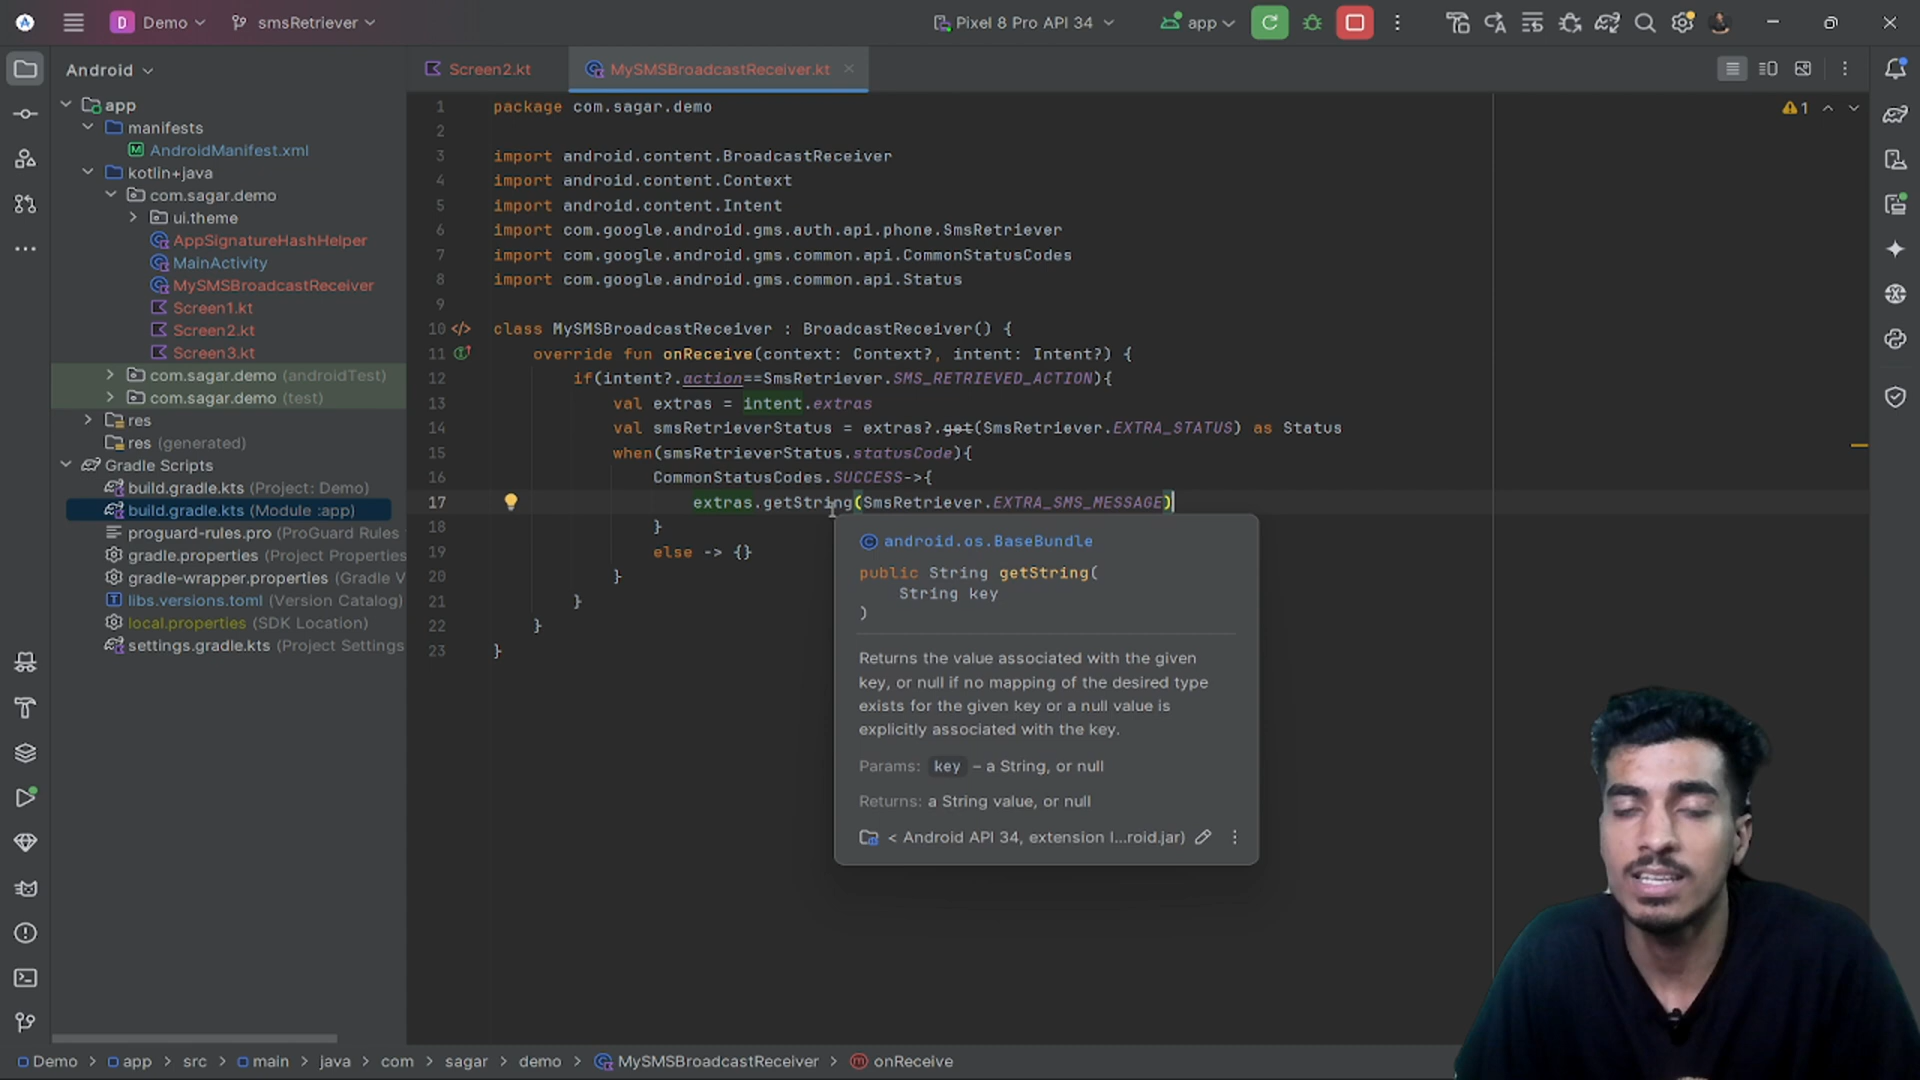 D Demo
smsRetriever
Pixel 8 Pro API 34
app
Android
Screen2.kt
MySMSBroadcastReceiver.kt
app
manifests
AndroidManifest.xml
kotlin+java
com.sagar.demo
ui.theme
AppSignatureHashHelper
MainActivity
MySMSBroadcastReceiver
Screen1.kt
Screen2.kt
Screen3.kt
com.sagar.demo (androidTest)
com.sagar.demo (test)
res
res (generated)
Gradle Scripts
build.gradle.kts (Project: Demo)
build.gradle.kts (Module :app)
proguard-rules.pro (ProGuard Rules
gradle.properties (Project Properties
gradle-wrapper.properties (Gradle V
libs.versions.toml (Version Catalog)
local.properties (SDK Location)
settings.gradle.kts (Project Settings
1 package com.sagar.demo
1
2
3 import android.content.BroadcastReceiver
4 import android.content.Context
5 import android.content.Intent
6 import com.google.android.gms.auth.api.phone.SmsRetriever
7 import com.google.android.gms.common.api.CommonStatusCodes
8 import com.google.android.gms.common.api.Status
9
10 class MySMSBroadcastReceiver : BroadcastReceiver() {
11 override fun onReceive(context: Context?, intent: Intent?) {
12 if(intent?.action==SmsRetriever.SMS_RETRIEVED_ACTION){
13 val extras = intent.extras
14 val smsRetrieverStatus = extras?.get(SmsRetriever.EXTRA_STATUS) as Status
15 when(smsRetrieverStatus.statusCode){
16 CommonStatusCodes.SUCCESS->{
17 extras.getString(SmsRetriever.EXTRA_SMS_MESSAGE)
18 }
19 else -> {}
20 }
21 }
22 }
23 }
android.os.BaseBundle
public String getString(
String key
)
Returns the value associated with the given
key, or null if no mapping of the desired type
exists for the given key or a null value is
explicitly associated with the key.
Params: key – a String, or null
Returns: a String value, or null
< Android API 34, extension l...roid.jar)
Demo > app > src > main > java > com > sagar > demo > MySMSBroadcastReceiver > onReceive